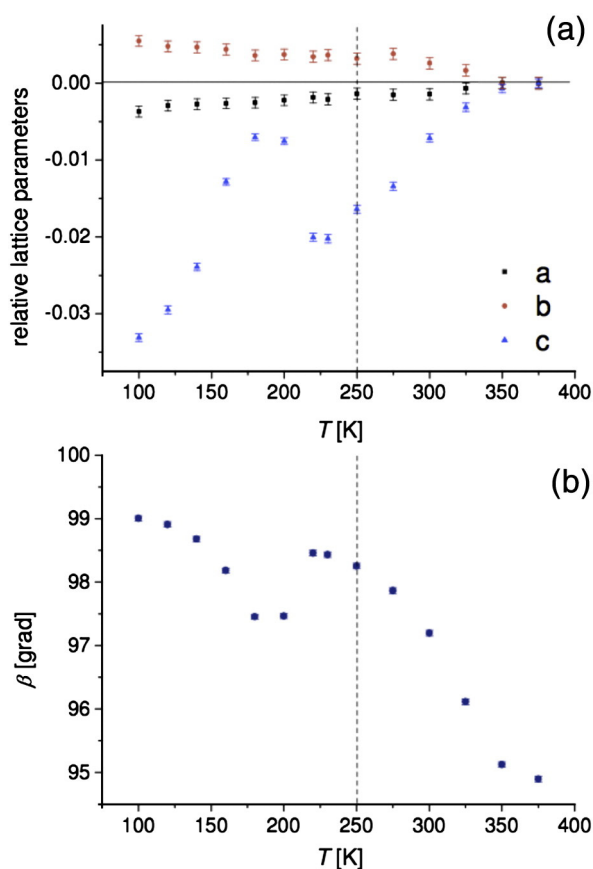 (a)
relative lattice parameters
0.00
-0.01
-0.02
-0.03
a
b
c
100 150 200 250 300 350 400
T [K]
(b)
β [grad]
100
99
98
97
96
95
100 150 200 250 300 350 400
T [K]